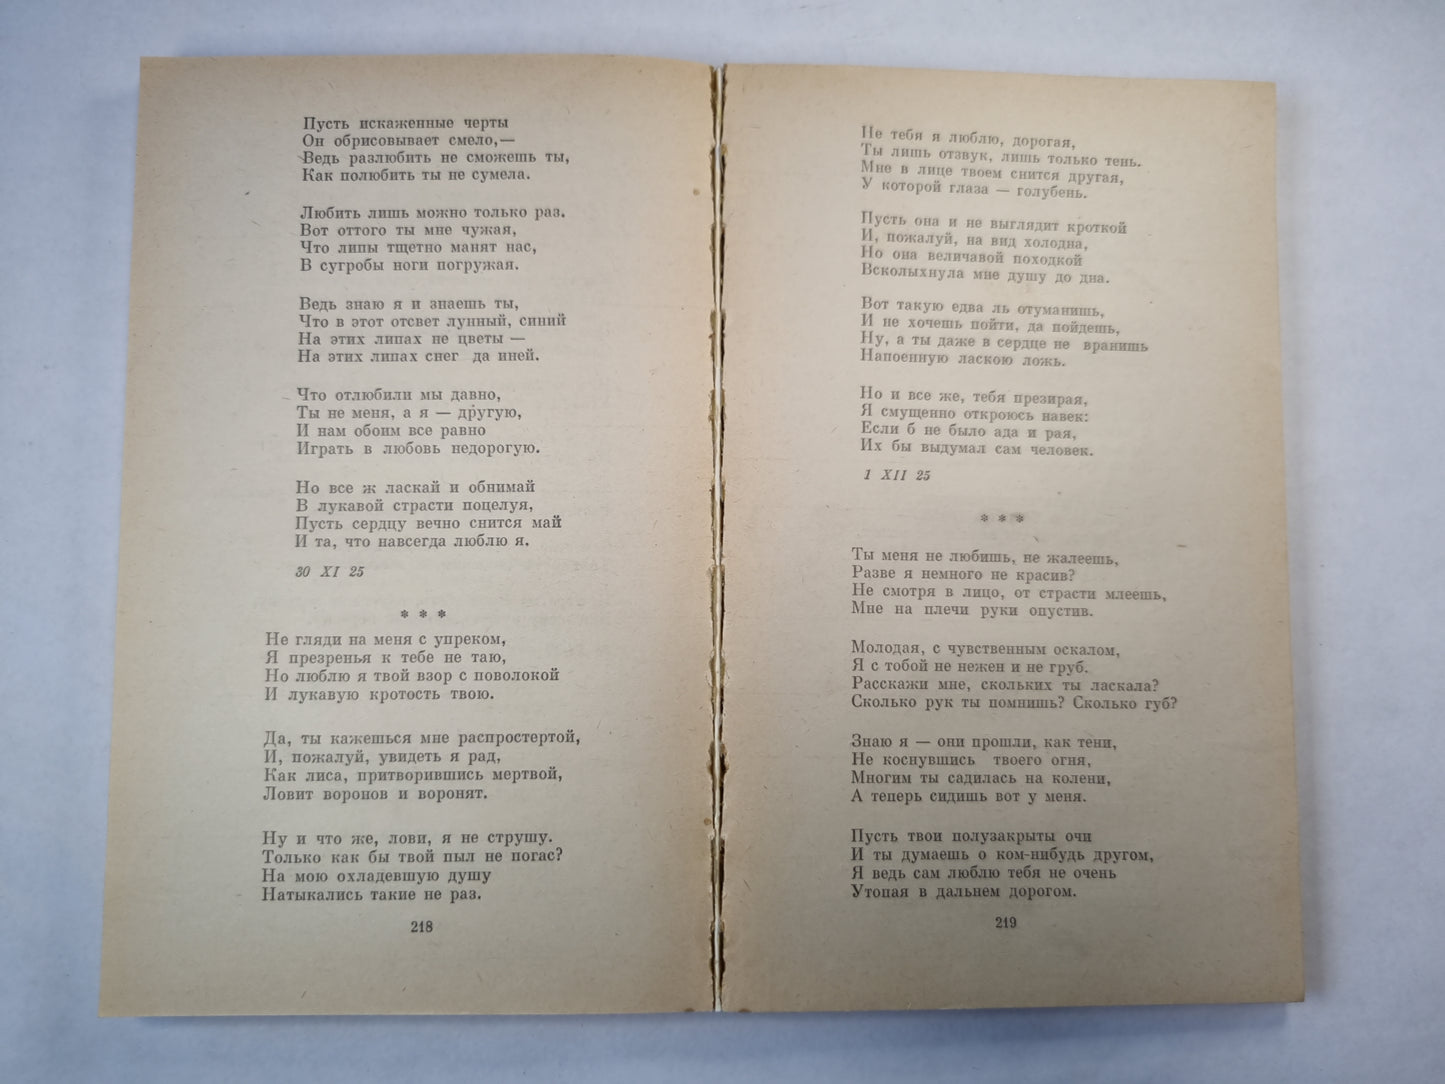 Пусть искаженные черты
Он обрисовывает смело,—
Ведь разлюбить не сможешь ты,
Как полюбить ты не сумела.
Любить лишь можно только раз.
Вот оттого ты мне чужая,
Что липы тщетно манят нас,
В сугробы ноги погружая.
Ведь знаю я и знаешь ты,
Что в этот отсвет лунный, синий
На этих липах не цветы —
На этих липах снег да иней.
Что отлюбили мы давно,
Ты не меня, а я — другую,
И нам обоим все равно
Играть в любовь недорогую.
Но все ж ласкай и обнимай
В лукавой страсти поцелуя,
Пусть сердцу вечно снится май
И та, что навсегда люблю я.
30 XI 25
* * *
Не гляди на меня с упреком,
Я презренья к тебе не таю,
Но люблю я твой взор с поволокой
И лукавую кротость твою.
Да, ты кажешься мне распростертой,
И, пожалуй, увидеть я рад,
Как лиса, притворившись мертвой,
Ловит воронов и воронят.
Ну и что же, лови, я не струшу.
Только как бы твой пыл не погас?
На мою охладевшую душу
Натыкались такие не раз.
218
Не тебя я люблю, дорогая,
Ты лишь отзвук, лишь только тень.
Мне в лице твоем снится другая,
У которой глаза — голубень.
Пусть она и не выглядит кроткой
И, пожалуй, на вид холодна,
Но она величавой походкой
Всколыхнула мне душу до дна.
Вот такую едва ль отуманишь,
И не хочешь пойти, да пойдешь,
Ну, а ты даже в сердце не вранишь
Напоенную ласкою ложь.
Но и все же, тебя презирая,
Я смущенно откроюсь навек:
Если б не было ада и рая,
Их бы выдумал сам человек.
1 XII 25
* * *
Ты меня не любишь, не жалеешь,
Разве я немного не красив?
Не смотря в лицо, от страсти млеешь,
Мне на плечи руки опустив.
Молодая, с чувственным оскалом,
Я с тобой не нежен и не груб.
Расскажи мне, скольких ты ласкала?
Сколько рук ты помнишь? Сколько губ?
Знаю я — они прошли, как тени,
Не коснувшись твоего огня,
Многим ты садилась на колени,
А теперь сидишь вот у меня.
Пусть твои полузакрыты очи
И ты думаешь о ком-нибудь другом,
Я ведь сам люблю тебя не очень
Утопая в дальнем дорогом.
219